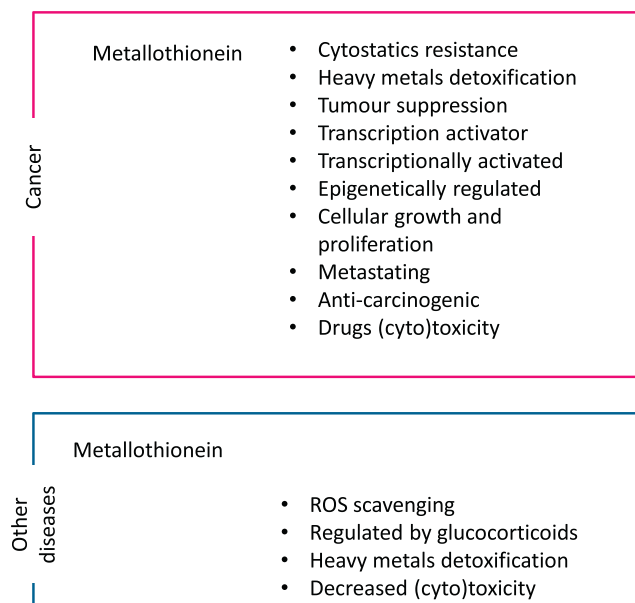 Metallothionein
• Cytostatics resistance
• Heavy metals detoxification
• Tumour suppression
• Transcription activator
• Transcriptionally activated
• Epigenetically regulated
• Cellular growth and
proliferation
• Metastating
• Anti-carcinogenic
• Drugs (cyto)toxicity
Cancer
Metallothionein
• ROS scavenging
• Regulated by glucocorticoids
• Heavy metals detoxification
• Decreased (cyto)toxicity
Other
diseases